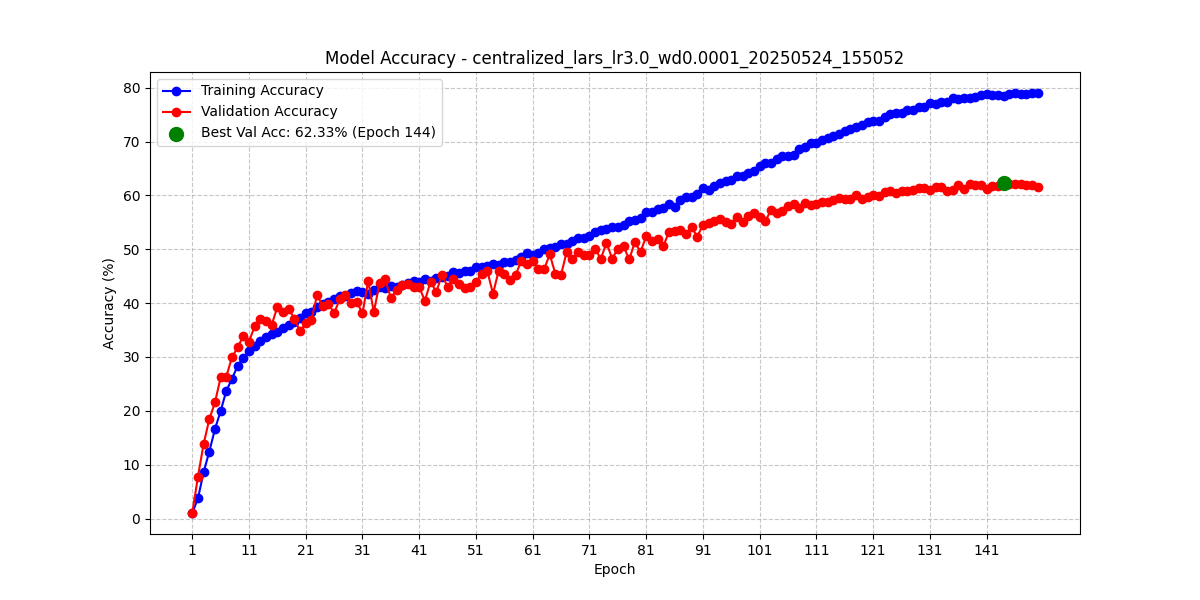 Model Accuracy - centralized_lars_lr3.0_wd0.0001_20250524_155052
Training Accuracy
Validation Accuracy
Best Val Acc: 62.33% (Epoch 144)
Accuracy (%)
80
70
60
50
40
30
20
10
0
1 11 21 31 41 51 61 71 81 91 101 111 121 131 141
Epoch